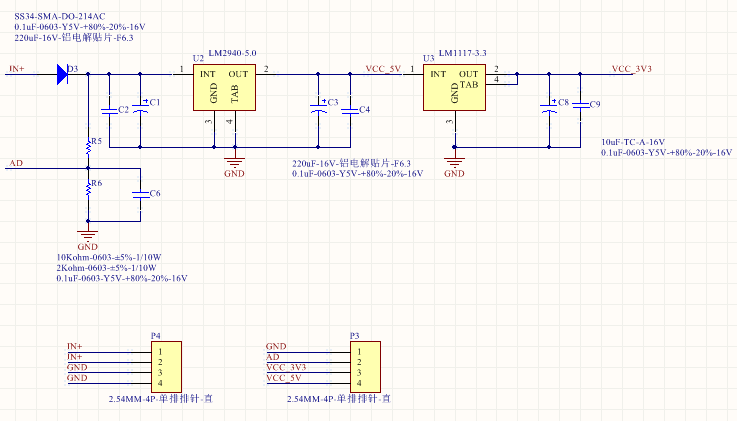 SS34-SMA-DO-214AC
0.1uF-0603-Y5V-+80%-20%-16V
220uF-16V-铝电解贴片-F6.3
IN+
D3
1
U2
LM2940-5.0
INT
OUT
GND
TAB
2
3
4
C2
C1
VCC_5V
C3
C4
GND
1
U3
LM1117-3.3
INT
OUT
TAB
GND
2
4
3
VCC_3V3
C8
C9
GND
220uF-16V-铝电解贴片-F6.3
0.1uF-0603-Y5V-+80%-20%-16V
10uF-TC-A-16V
0.1uF-0603-Y5V-+80%-20%-16V
R5
AD
R6
C6
GND
10Kohm-0603-±5%-1/10W
2Kohm-0603-±5%-1/10W
0.1uF-0603-Y5V-+80%-20%-16V
P4
IN+ 1
IN+ 2
GND 3
GND 4
2.54MM-4P-单排排针-直
P3
GND 1
AD 2
VCC_3V3 3
VCC_5V 4
2.54MM-4P-单排排针-直